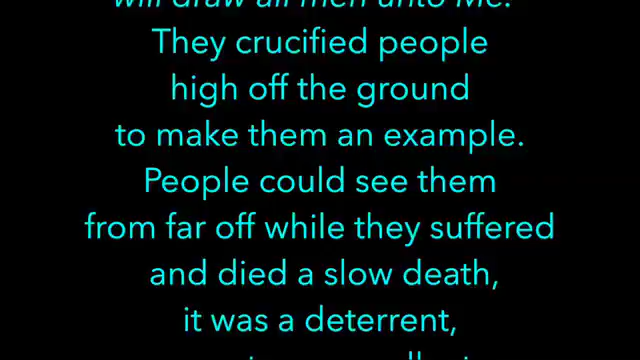 will draw all men unto Me.
They crucified people
high off the ground
to make them an example.
People could see them
from far off while they suffered
and died a slow death,
it was a deterrent,